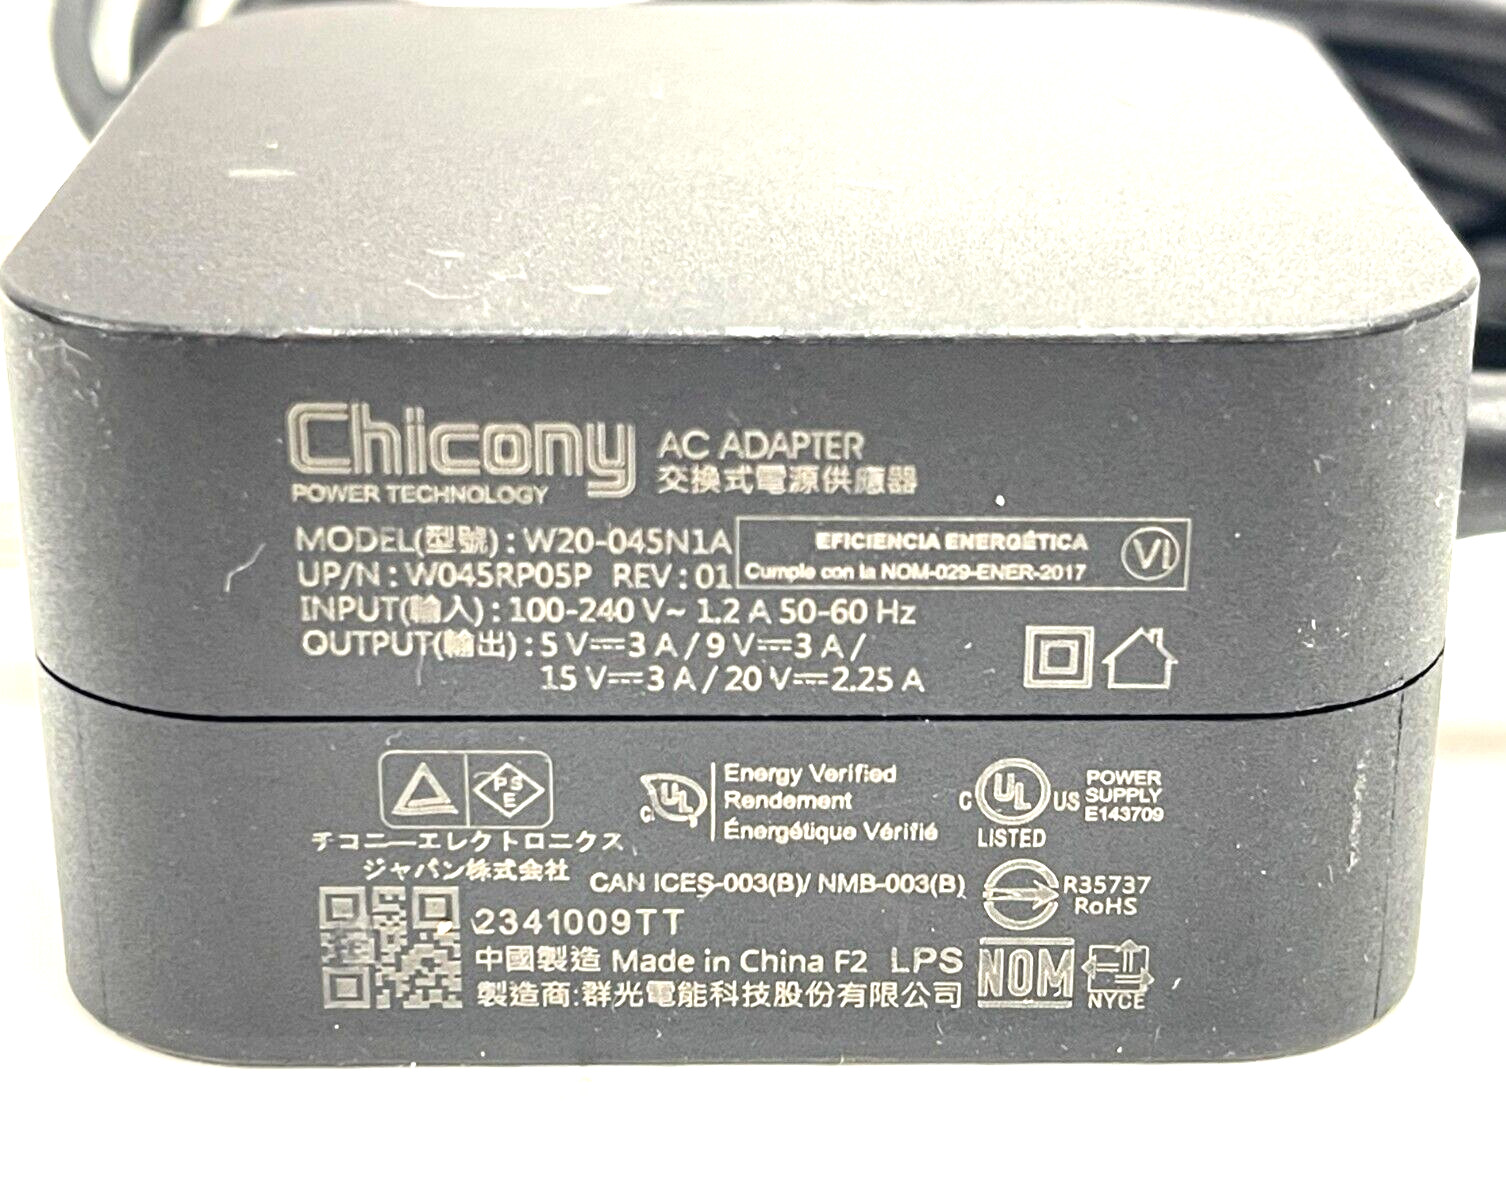 Chicony
POWER TECHNOLOGY
AC ADAPTER
交換式電源供應器
MODEL(型號) : W20-045N1A
UP/N : W045RP05P REV : 01
EFICIENCIA ENERGÉTICA
Cumple con la NOM-029-ENER-2017
VI
INPUT(輸入) : 100-240 V~ 1.2 A 50-60 Hz
OUTPUT(輸出) : 5 V⎓3 A / 9 V⎓3 A /
15 V⎓3 A / 20 V⎓2.25 A
PSE
チコニーエレクトロニクス
ジャパン株式会社
c UL
Energy Verified
Rendement
Énergétique Vérifié
C UL US
LISTED
POWER
SUPPLY
E143709
CAN ICES-003(B)/ NMB-003(B)
R35737
RoHS
2341009TT
中國製造 Made in China F2 LPS
製造商:群光電能科技股份有限公司
NOM
NYCE